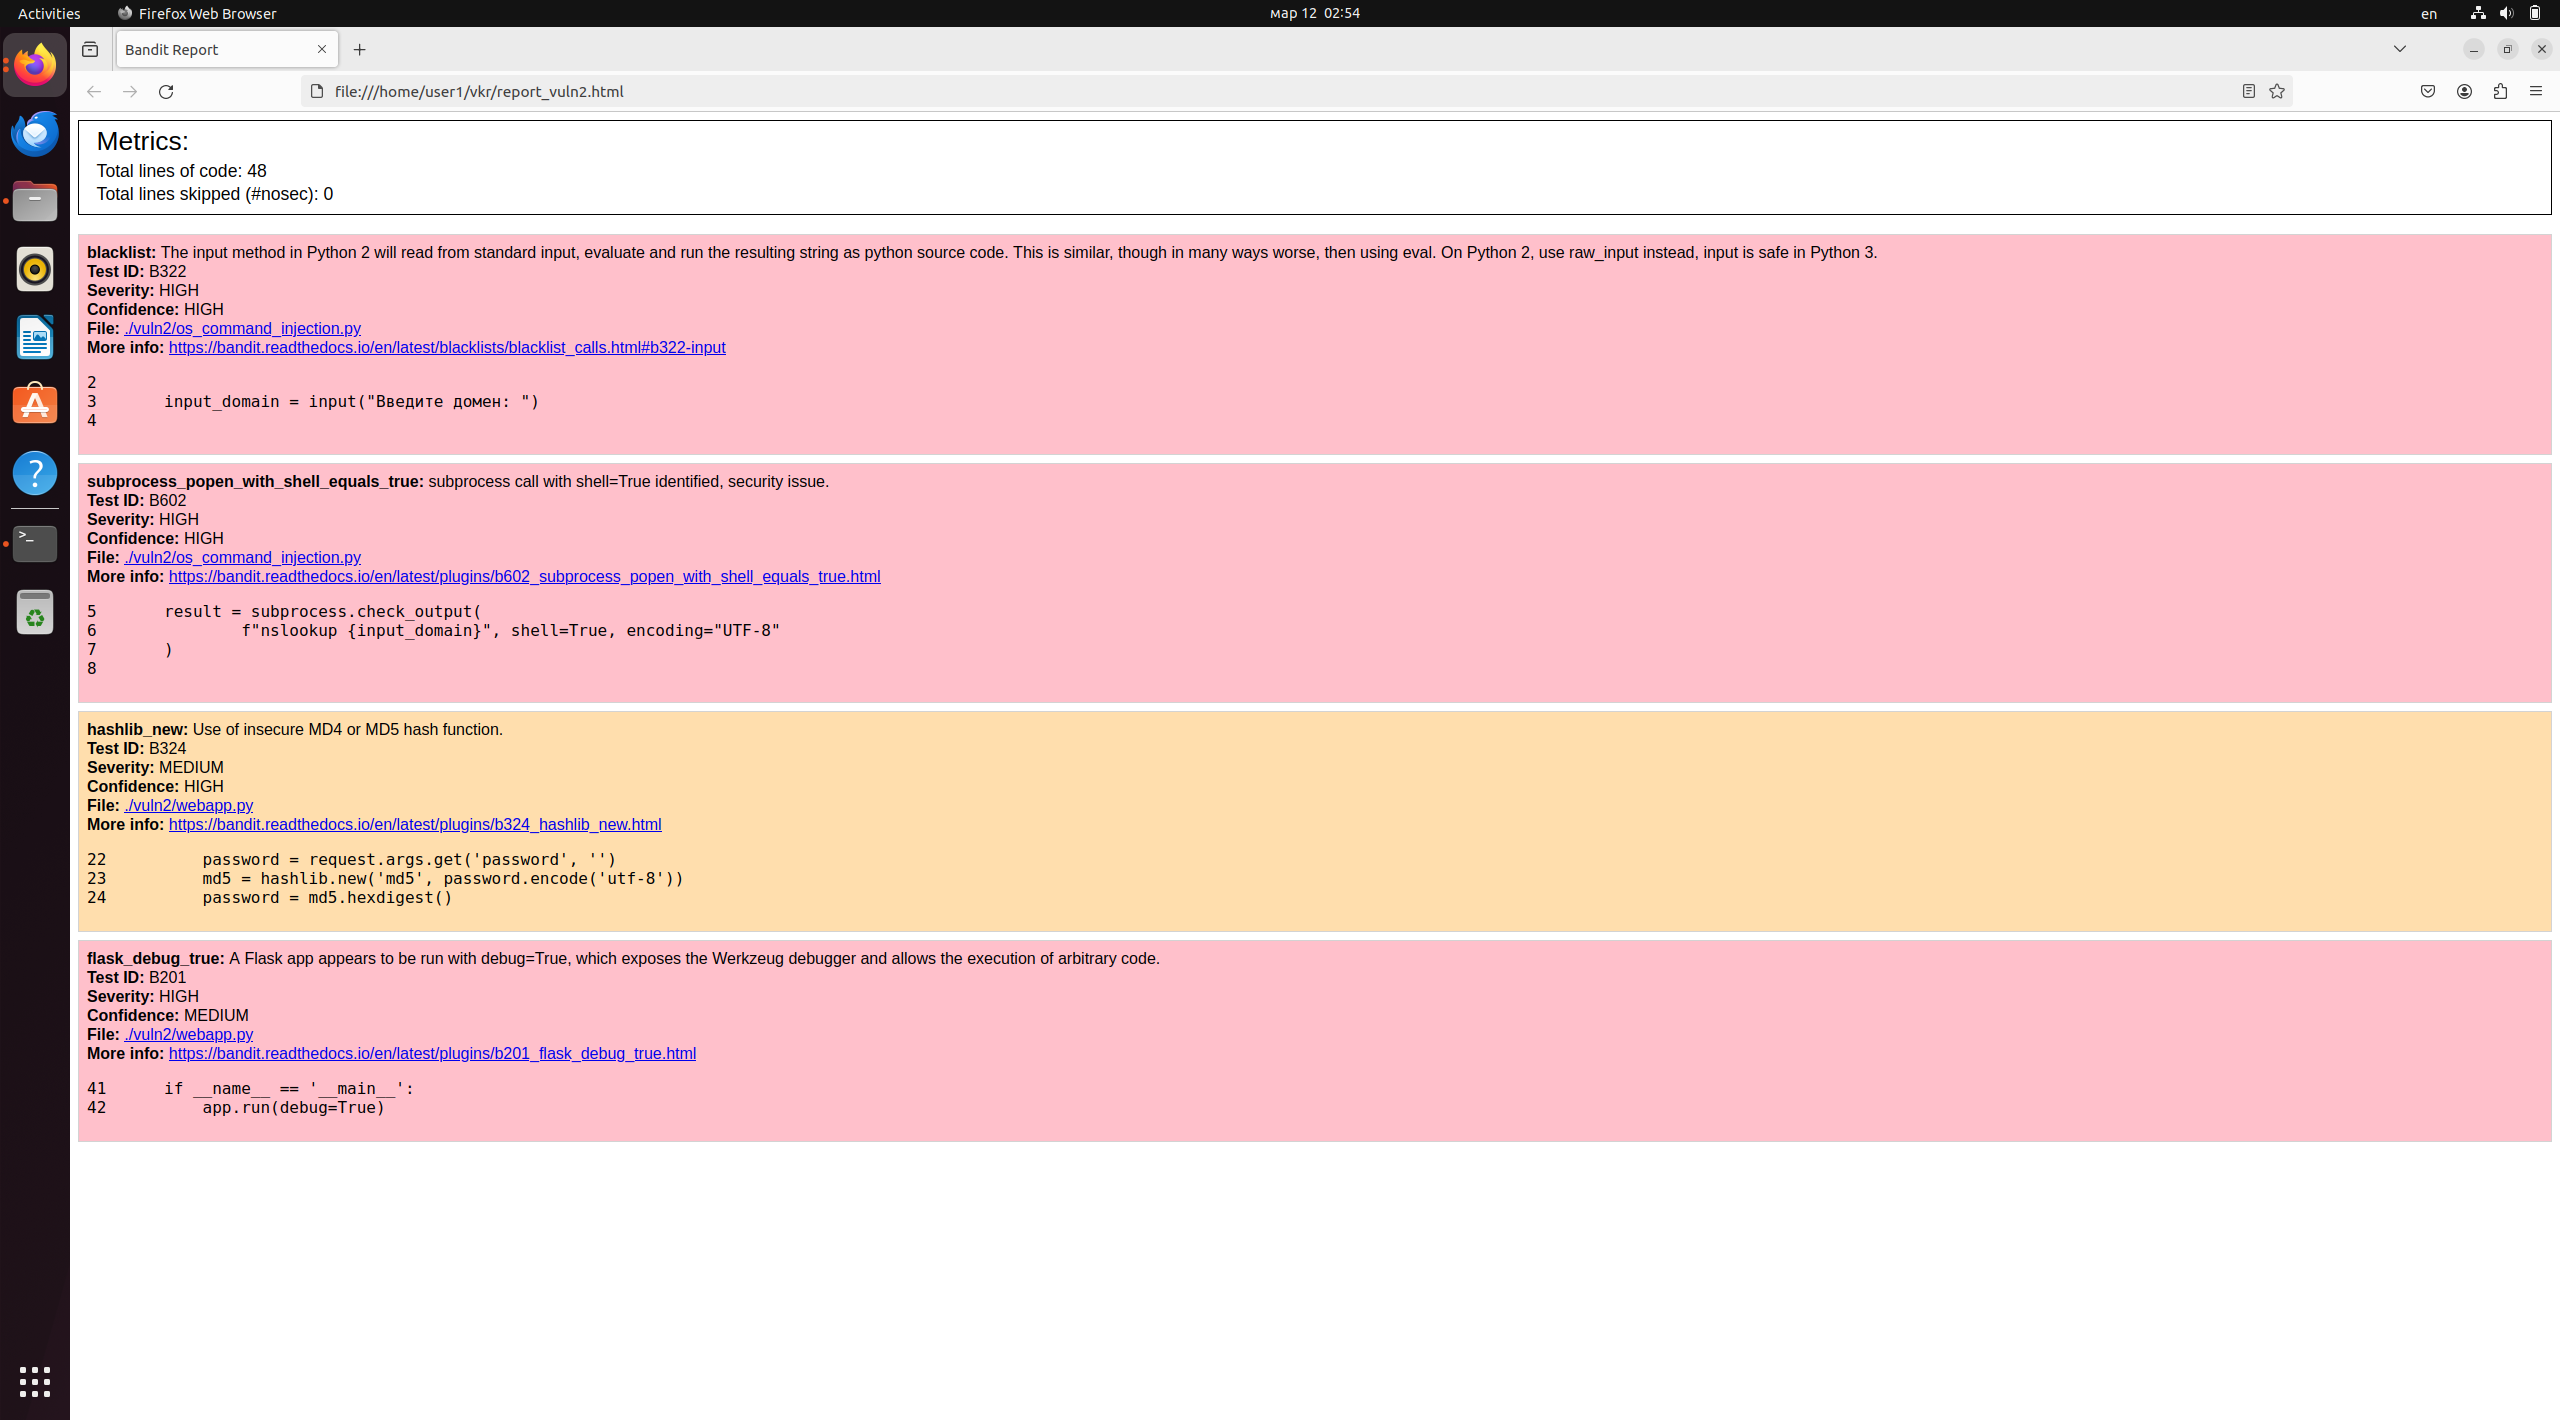 Activities
Firefox Web Browser
мар 12 02:54
en
Bandit Report
file:///home/user1/vkr/report_vuln2.html
Metrics:
Total lines of code: 48
Total lines skipped (#nosec): 0
blacklist: The input method in Python 2 will read from standard input, evaluate and run the resulting string as python source code. This is similar, though in many ways worse, then using eval. On Python 2, use raw_input instead, input is safe in Python 3.
Test ID: B322
Severity: HIGH
Confidence: HIGH
File: ./vuln2/os_command_injection.py
More info: https://bandit.readthedocs.io/en/latest/blacklists/blacklist_calls.html#b322-input
2
3       input_domain = input("Введите домен: ")
4
subprocess_popen_with_shell_equals_true: subprocess call with shell=True identified, security issue.
Test ID: B602
Severity: HIGH
Confidence: HIGH
File: ./vuln2/os_command_injection.py
More info: https://bandit.readthedocs.io/en/latest/plugins/b602_subprocess_popen_with_shell_equals_true.html
5       result = subprocess.check_output(
6               f"nslookup {input_domain}", shell=True, encoding="UTF-8"
7       )
8
hashlib_new: Use of insecure MD4 or MD5 hash function.
Test ID: B324
Severity: MEDIUM
Confidence: HIGH
File: ./vuln2/webapp.py
More info: https://bandit.readthedocs.io/en/latest/plugins/b324_hashlib_new.html
22          password = request.args.get('password', '')
23          md5 = hashlib.new('md5', password.encode('utf-8'))
24          password = md5.hexdigest()
flask_debug_true: A Flask app appears to be run with debug=True, which exposes the Werkzeug debugger and allows the execution of arbitrary code.
Test ID: B201
Severity: HIGH
Confidence: MEDIUM
File: ./vuln2/webapp.py
More info: https://bandit.readthedocs.io/en/latest/plugins/b201_flask_debug_true.html
41      if __name__ == '__main__':
42          app.run(debug=True)